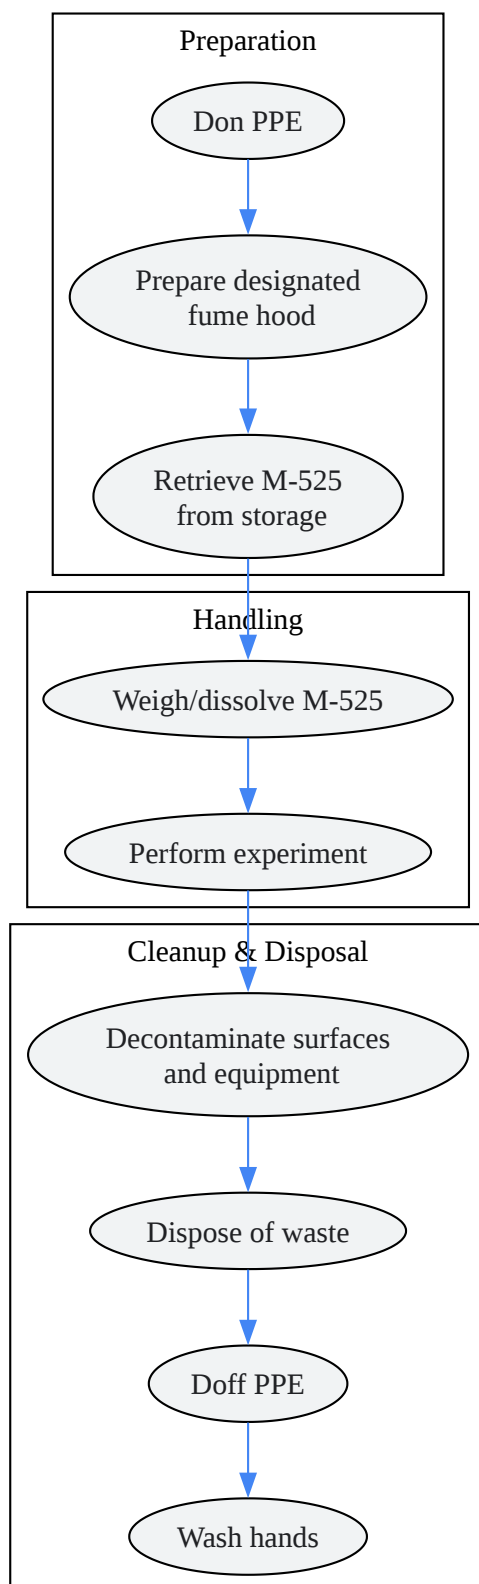 Preparation
Don PPE
Prepare designated
fume hood
Retrieve M-525
from storage
Handling
Weigh/dissolve M-525
Perform experiment
Cleanup & Disposal
Decontaminate surfaces
and equipment
Dispose of waste
Doff PPE
Wash hands